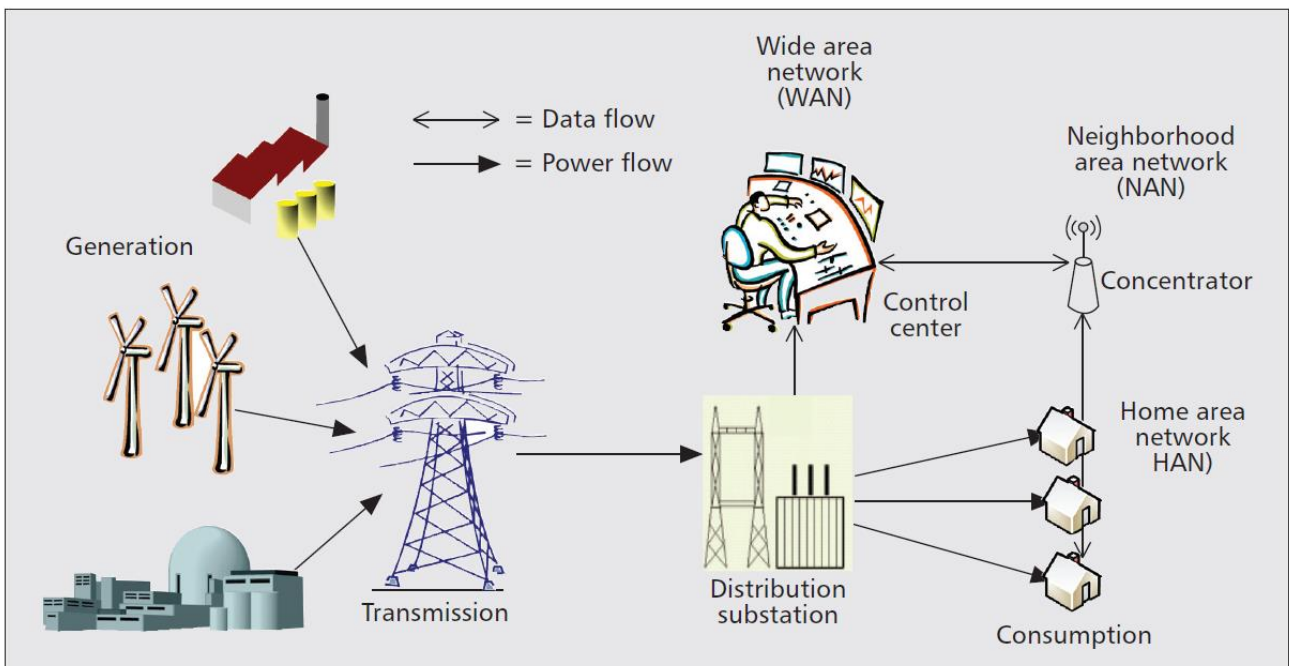 Wide area
network
(WAN)
= Data flow
= Power flow
Neighborhood
area network
(NAN)
Generation
Concentrator
Control
center
Home area
network
HAN)
Transmission
Distribution
substation
Consumption